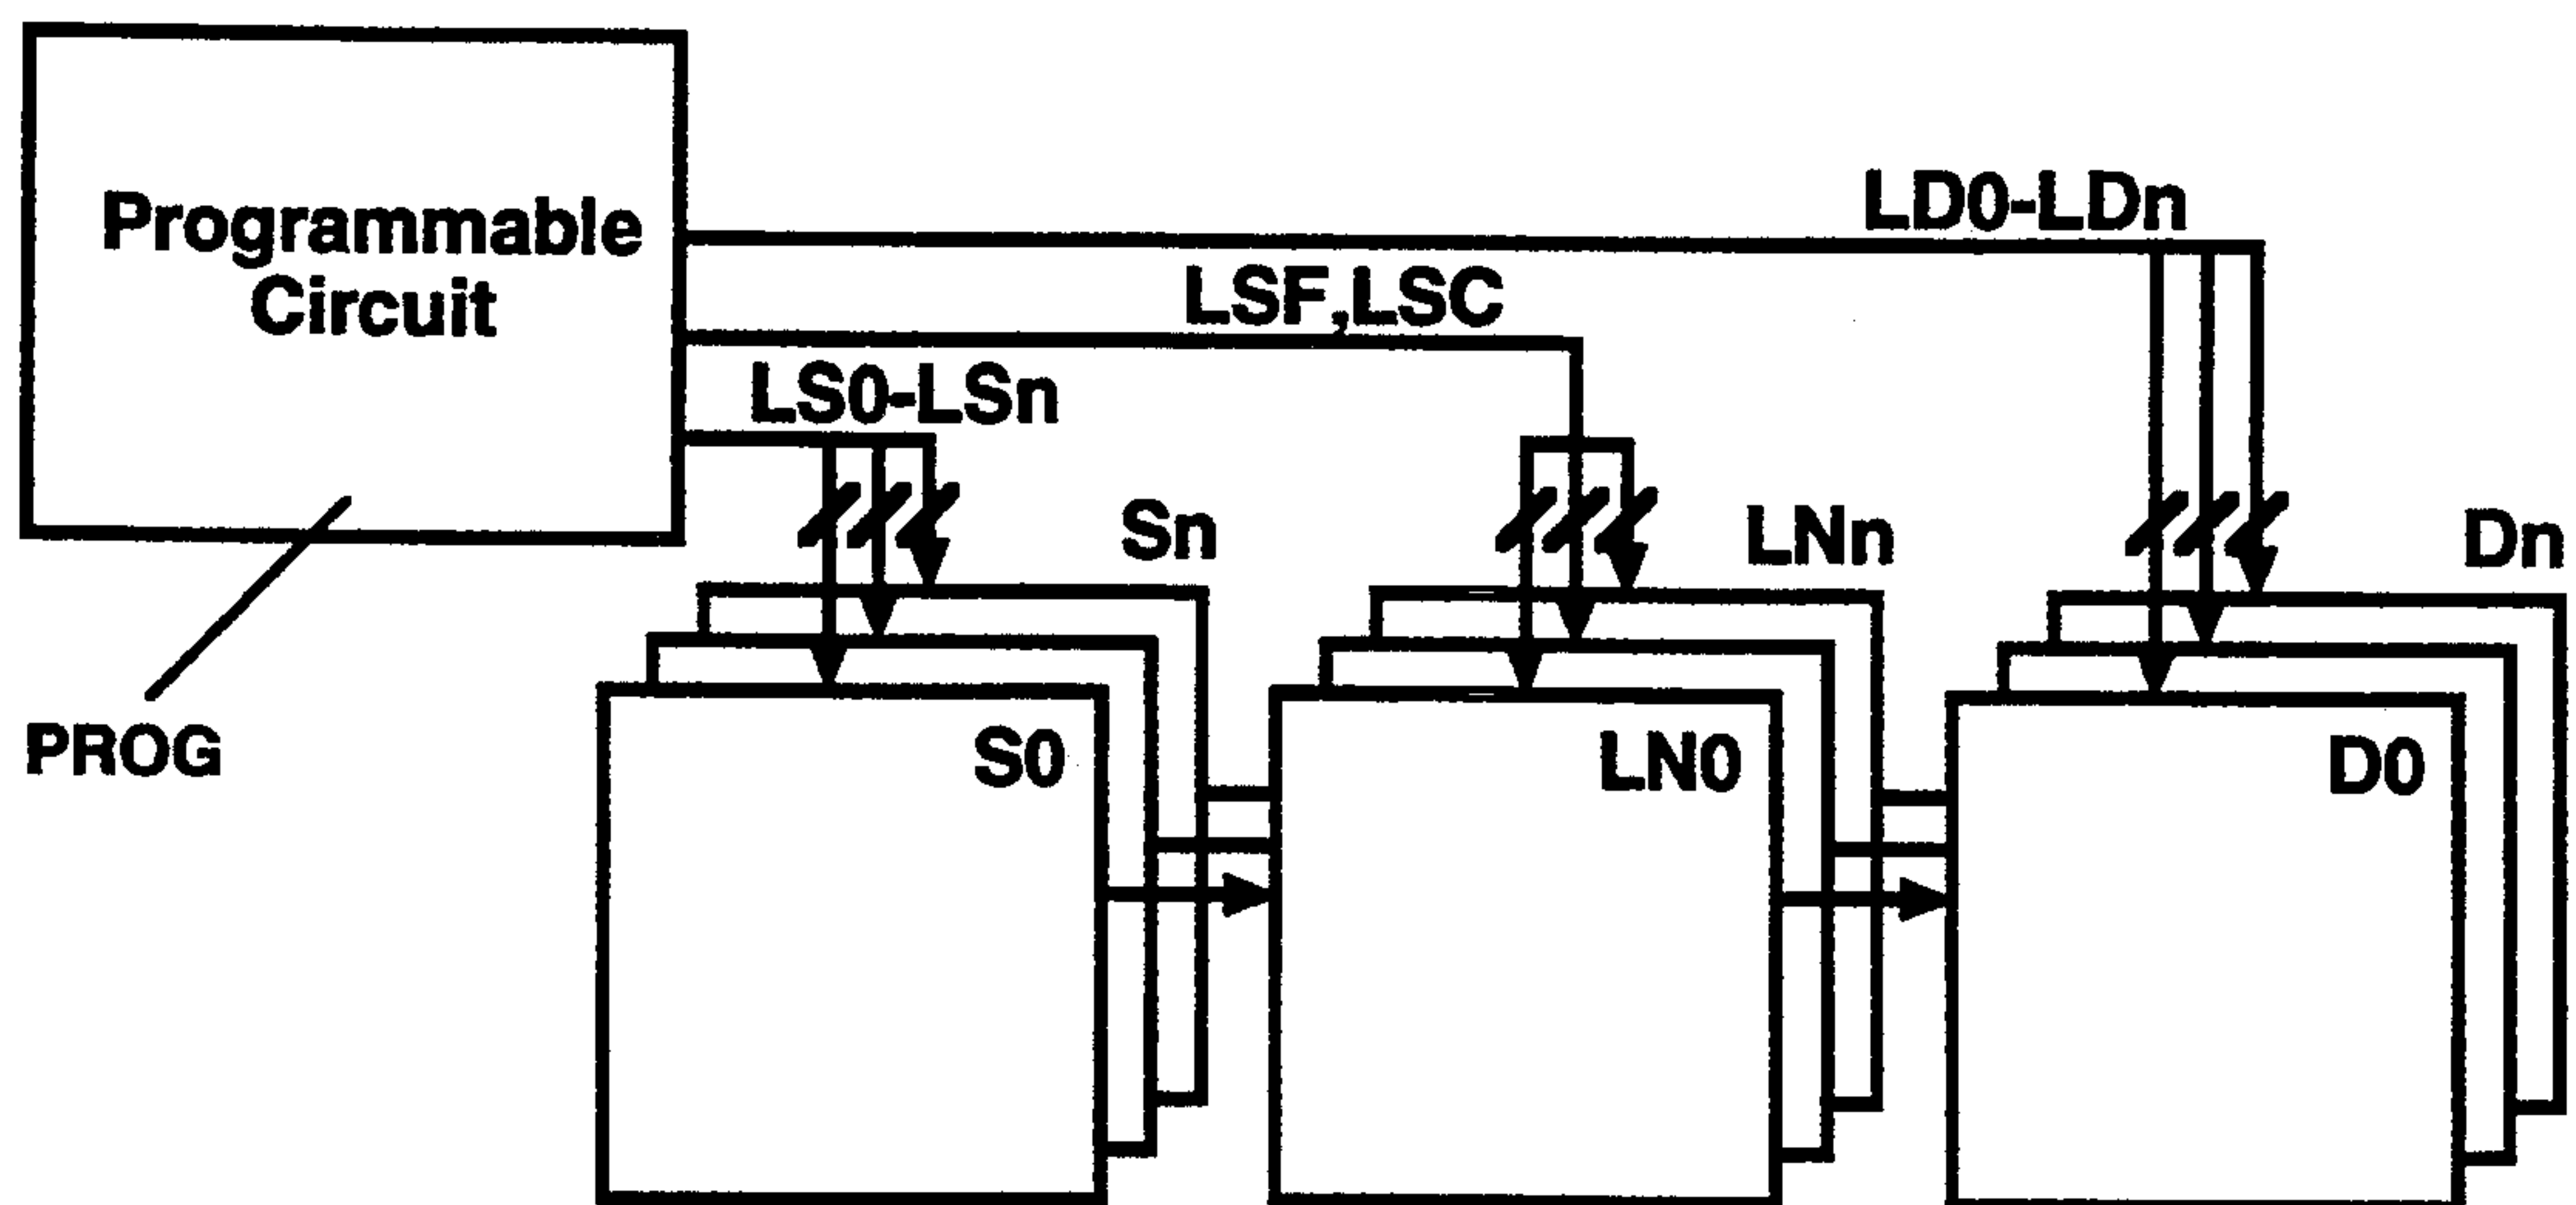 Programmable
Circuit
LD0-LDn
LSF,LSC
LS0-LSn
Sn
LNn
Dn
PROG
S0
LN0
D0